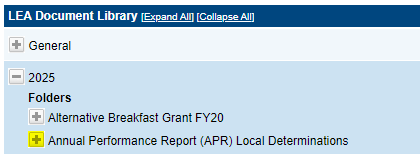 LEA Document Library [Expand All] [Collapse All]
General
2025
Folders
Alternative Breakfast Grant FY20
Annual Performance Report (APR) Local Determinations